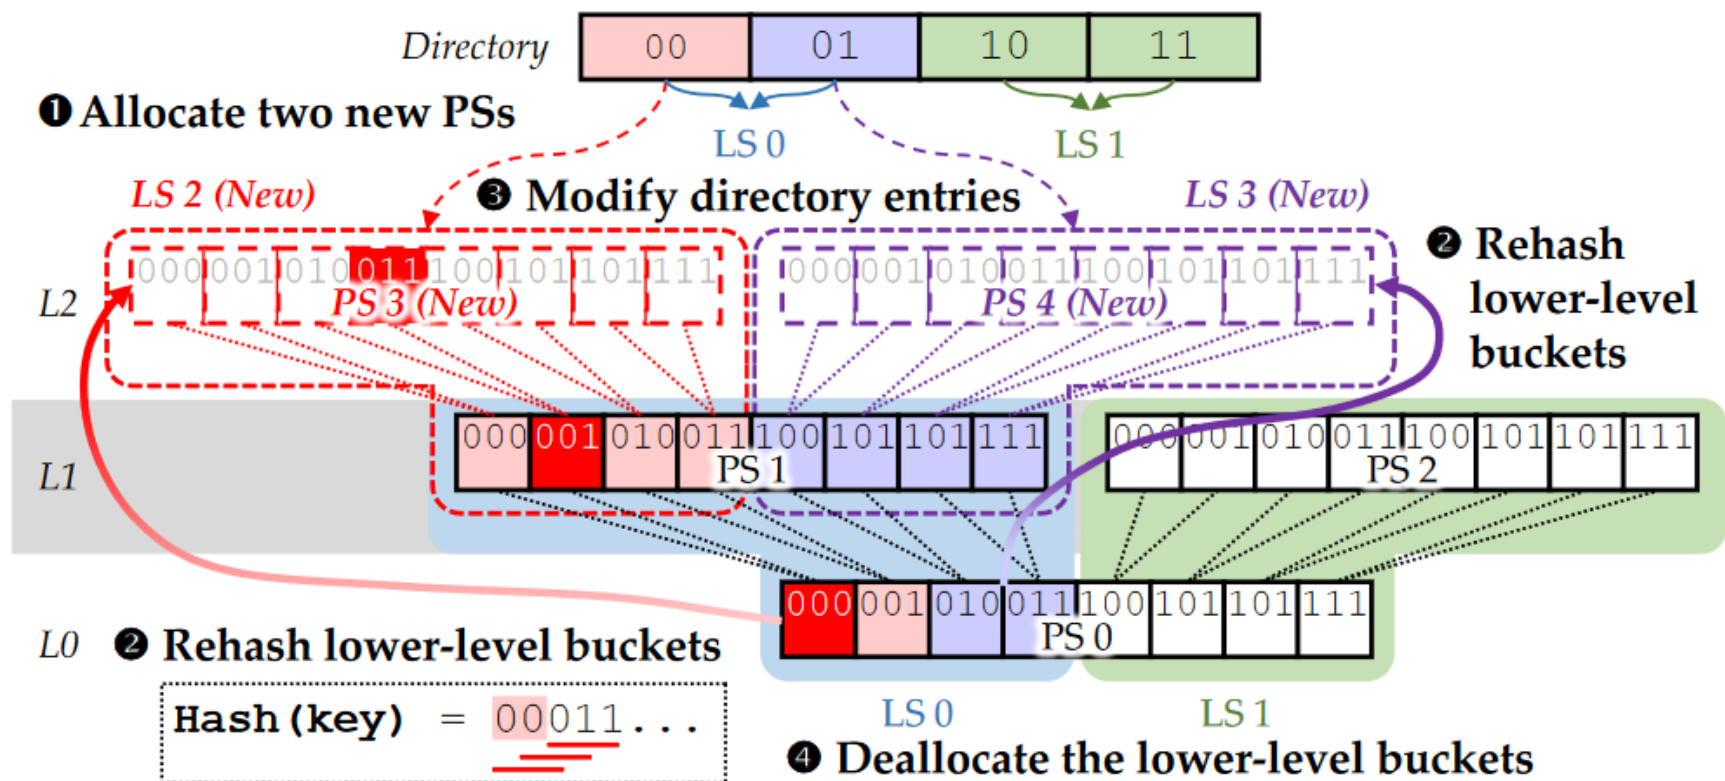 Directory 00 01 10 11
❶ Allocate two new PSs
LS 0 LS 1
LS 2 (New) ❸ Modify directory entries LS 3 (New)
❷ Rehash
lower-level
buckets
L2
000 001 010 011 100 101 101 111
PS 3 (New)
000 001 010 011 100 101 101 111
PS 4 (New)
L1
000 001 010 011 100 101 101 111
PS 1
000 001 010 011 100 101 101 111
PS 2
L0
000 001 010 011 100 101 101 111
PS 0
❷ Rehash lower-level buckets
Hash(key) = 00011...
LS 0 LS 1
❹ Deallocate the lower-level buckets